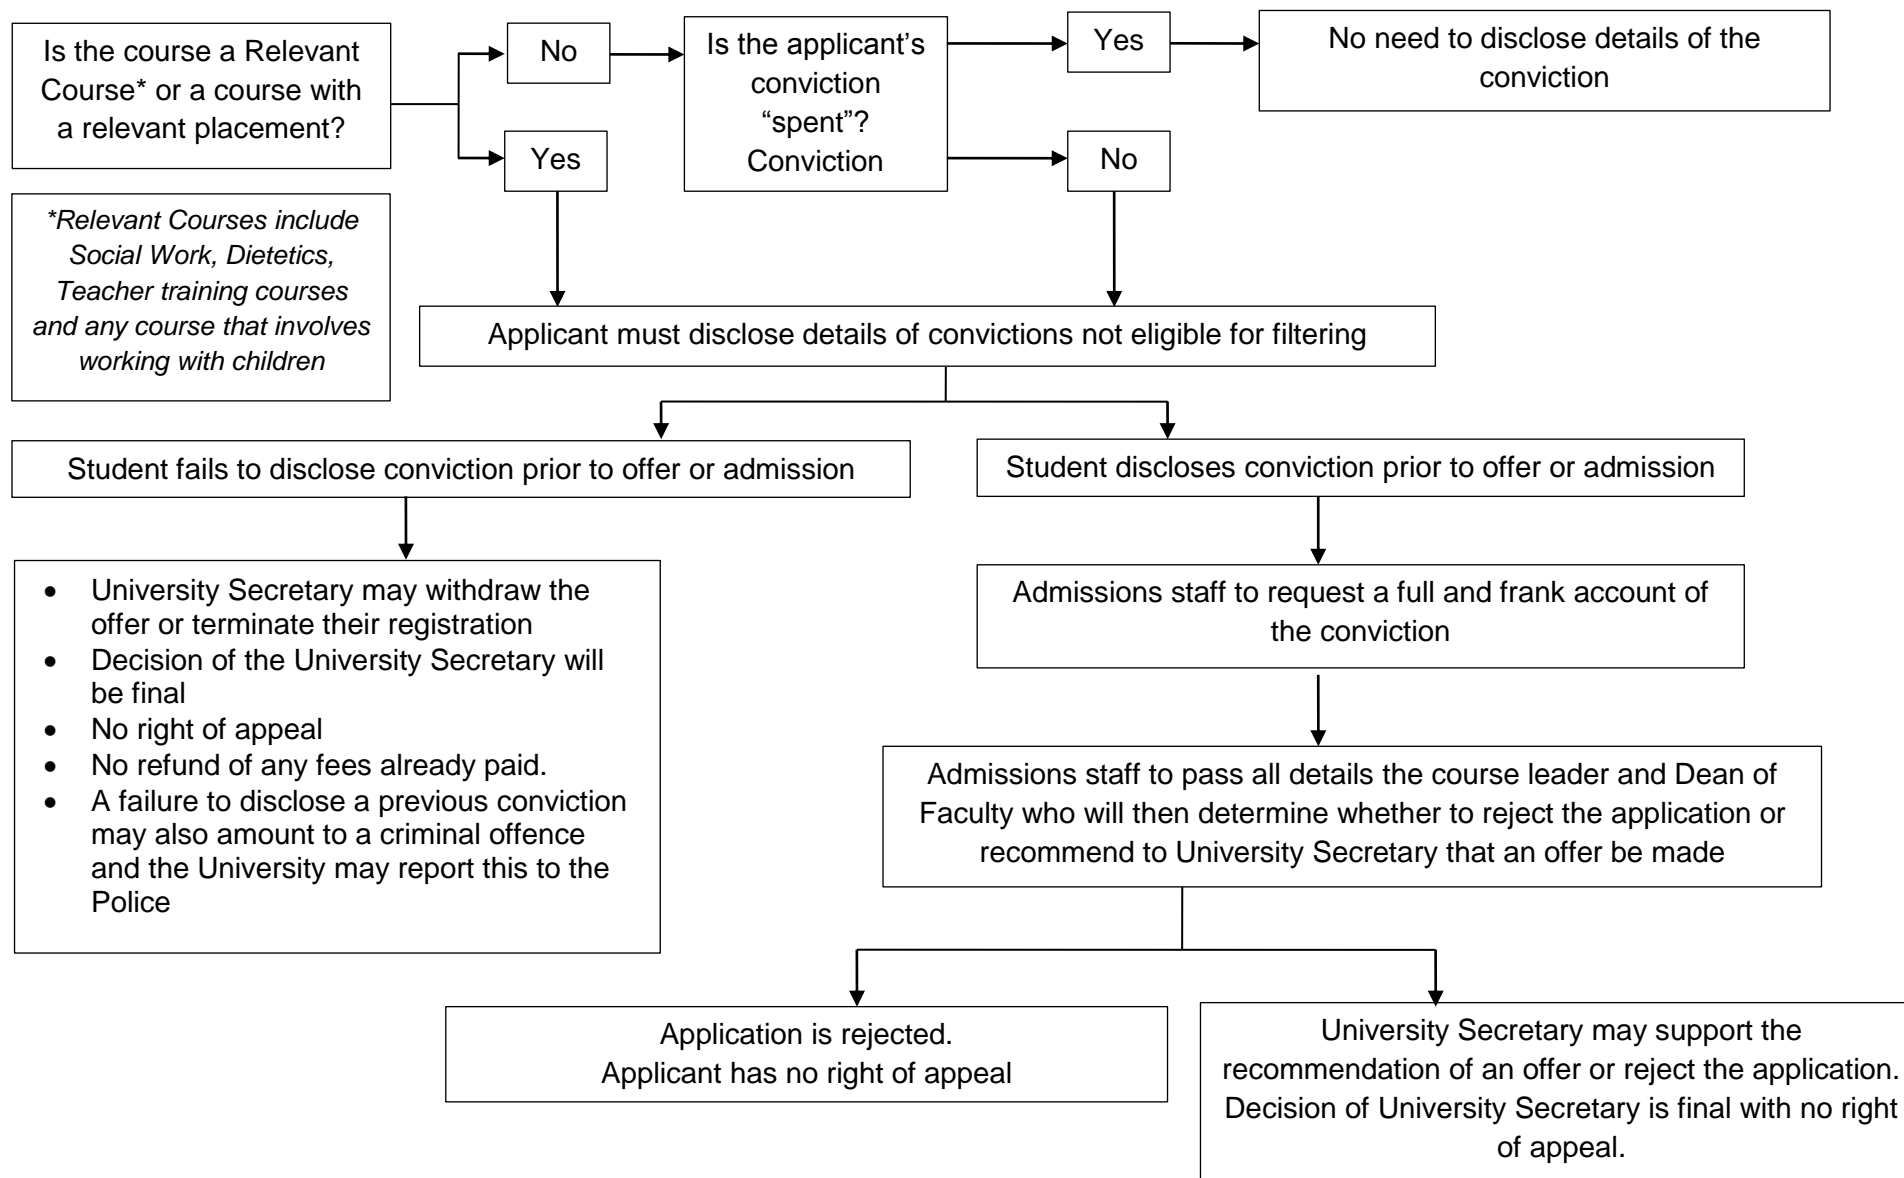 Is the course a Relevant
Course* or a course with
a relevant placement?
No
Yes
Is the applicant’s
conviction
“spent”?
Conviction
Yes
No
No need to disclose details of the
conviction
*Relevant Courses include
Social Work, Dietetics,
Teacher training courses
and any course that involves
working with children
Applicant must disclose details of convictions not eligible for filtering
Student fails to disclose conviction prior to offer or admission
Student discloses conviction prior to offer or admission
• University Secretary may withdraw the
offer or terminate their registration
• Decision of the University Secretary will
be final
• No right of appeal
• No refund of any fees already paid.
• A failure to disclose a previous conviction
may also amount to a criminal offence
and the University may report this to the
Police
Admissions staff to request a full and frank account of
the conviction
Admissions staff to pass all details the course leader and Dean of
Faculty who will then determine whether to reject the application or
recommend to University Secretary that an offer be made
Application is rejected.
Applicant has no right of appeal
University Secretary may support the
recommendation of an offer or reject the application.
Decision of University Secretary is final with no right
of appeal.